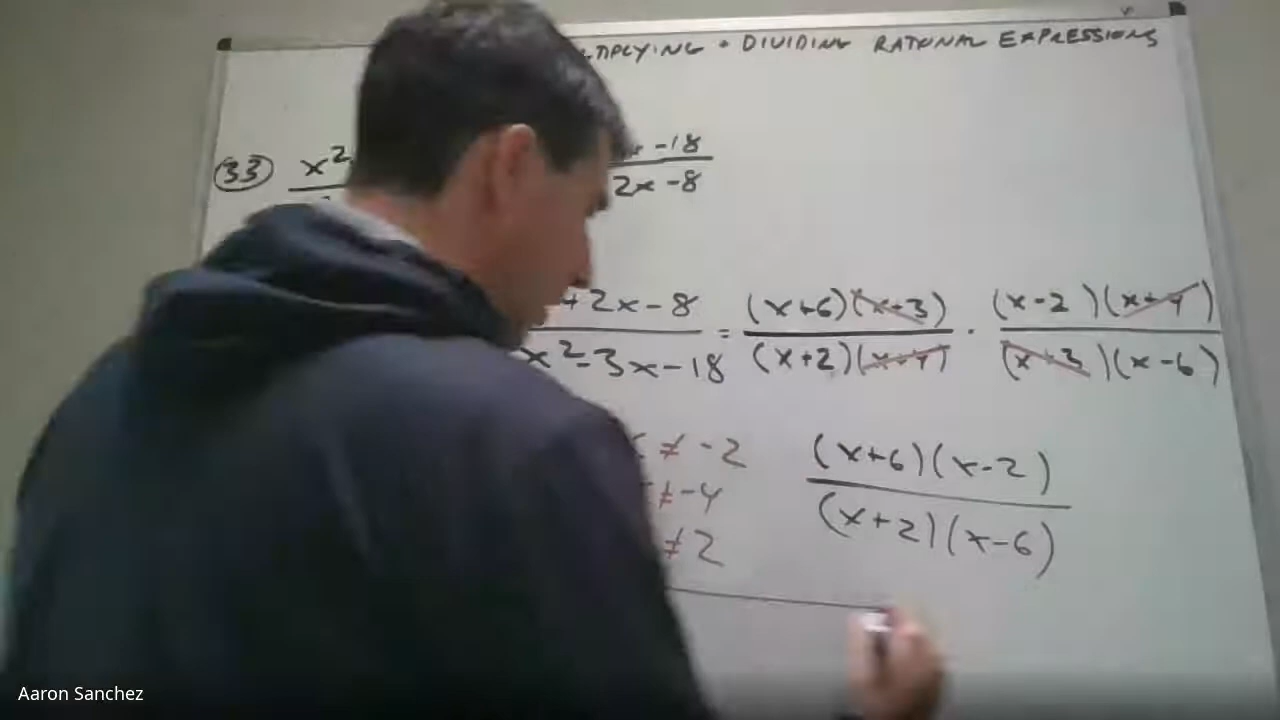 TIPLYING + DIVIDING RATIONAL EXPRESSIONS
33 x² x -18
2x -8
+2x-8 = (x+6)(x+3) · (x-2)(x+4)
x²-3x-18 (x+2)(x+4) (x+3)(x-6)
≠ -2 (x+6)(x-2)
≠ -4 (x+2)(x-6)
≠ 2
Aaron Sanchez